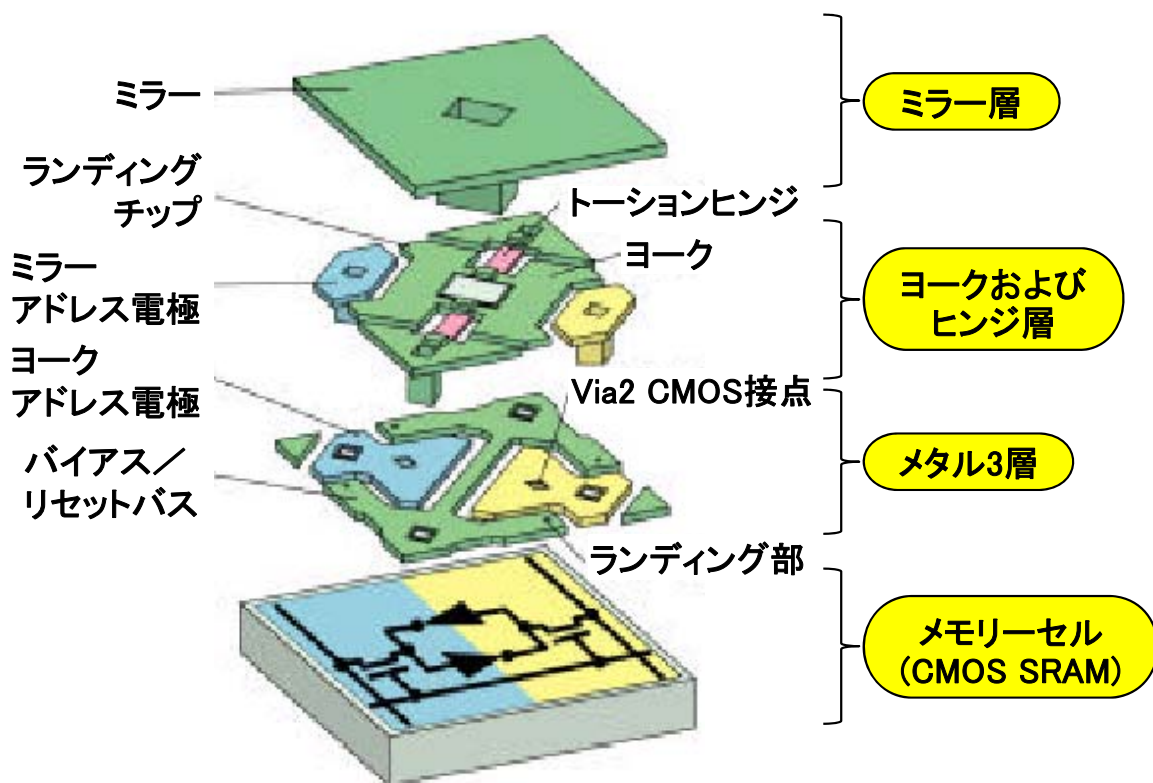 ミラー
ランディング
チップ
ミラー
アドレス電極
ヨーク
アドレス電極
バイアス／
リセットバス
トーションヒンジ
ヨーク
Via2 CMOS接点
ランディング部
ミラー層
ヨークおよび
ヒンジ層
メタル3層
メモリーセル
(CMOS SRAM)